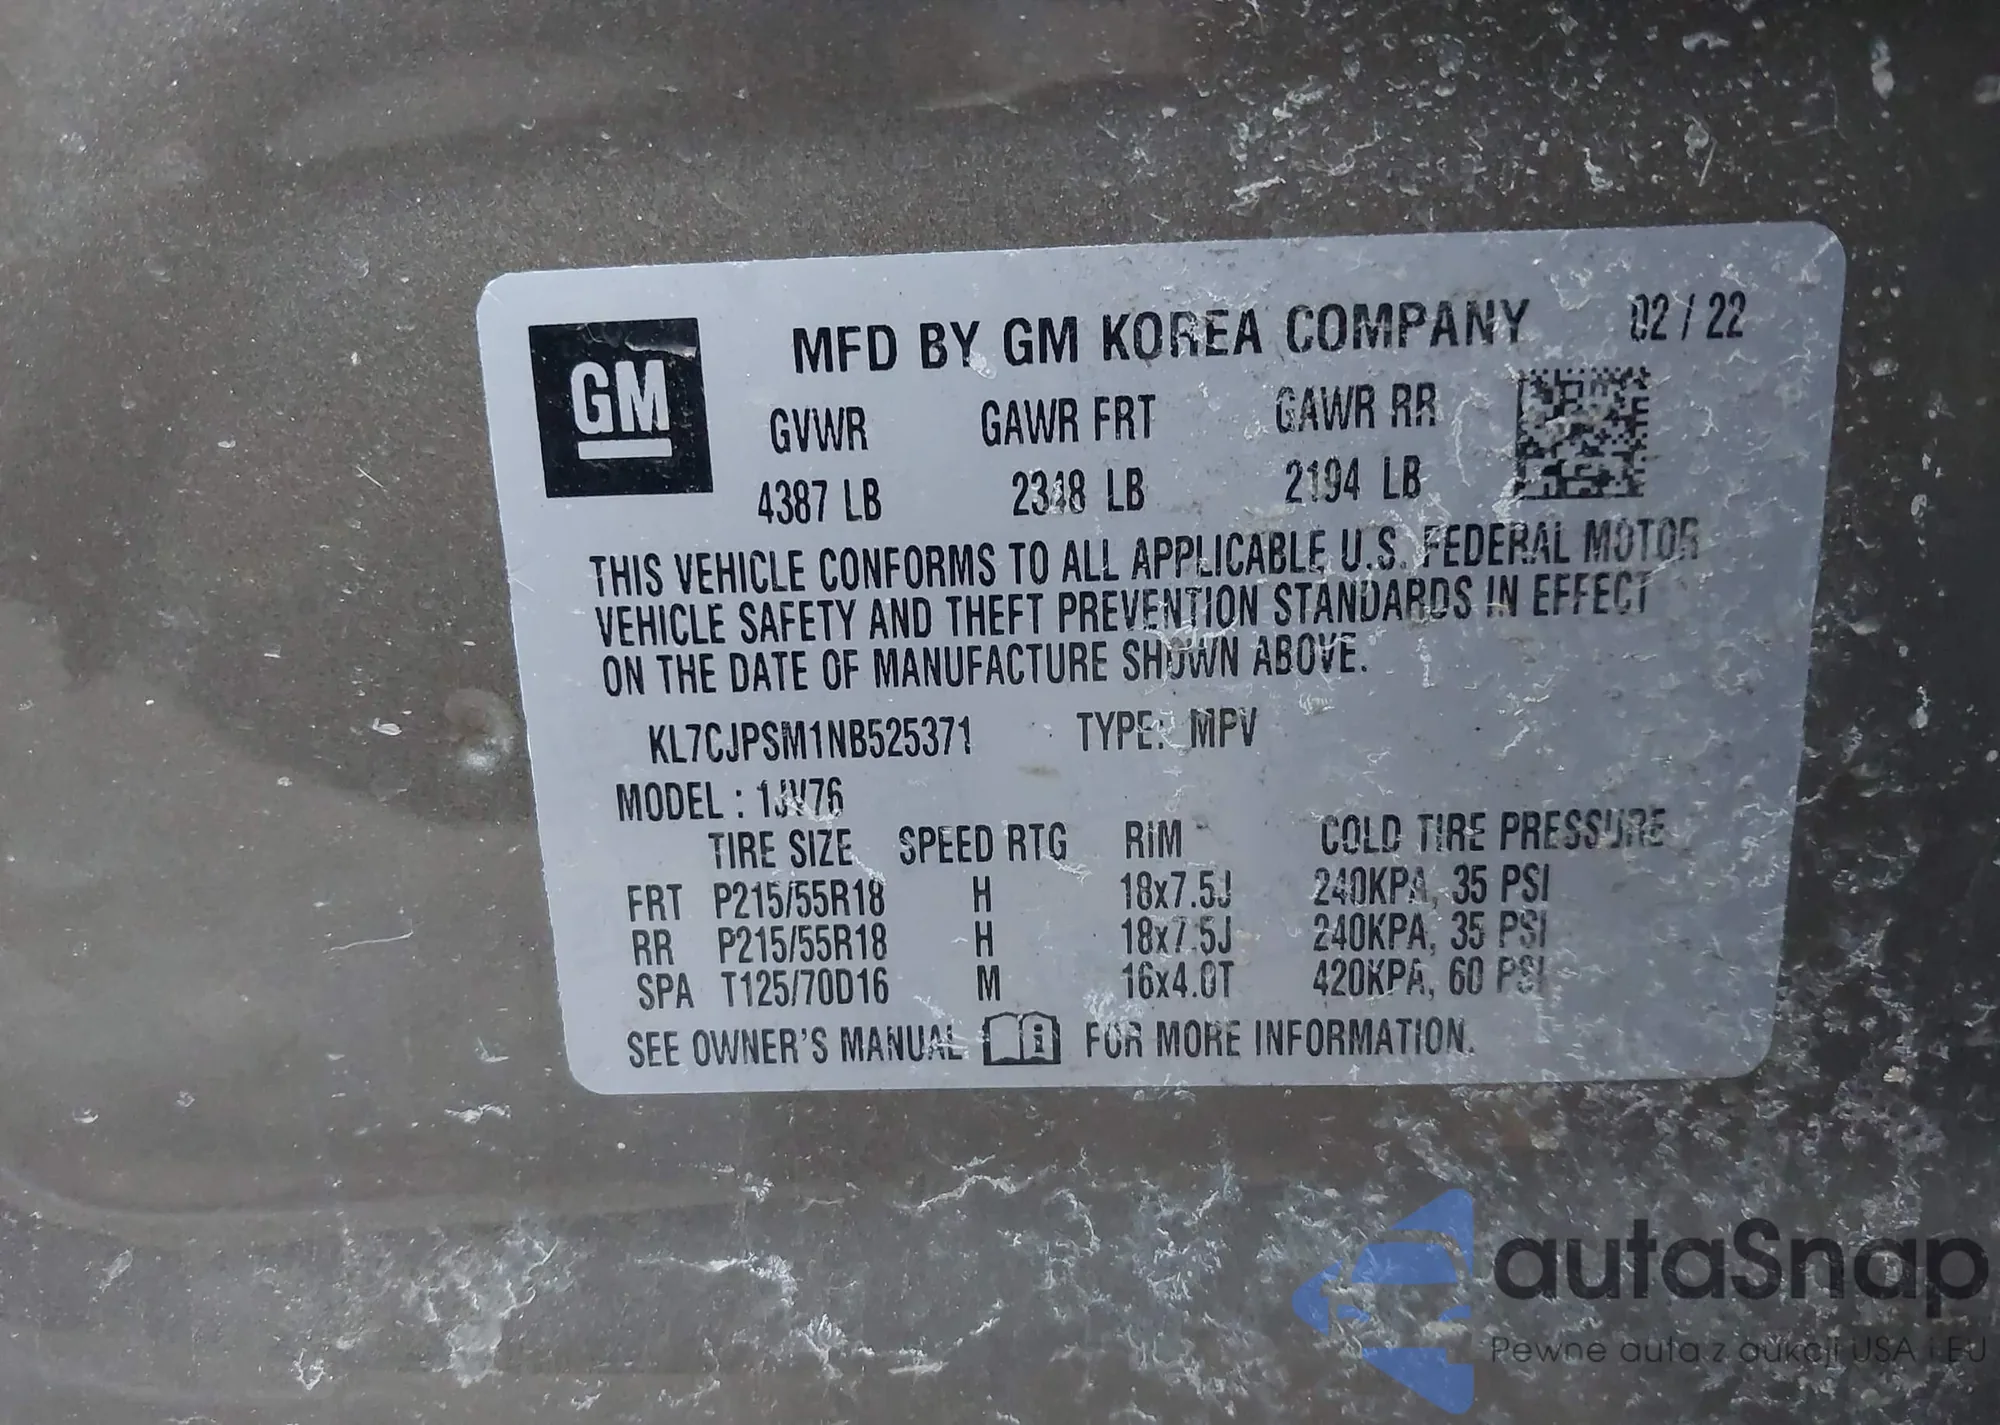 GM
MFD BY GM KOREA COMPANY 02 / 22
GVWR GAWR FRT GAWR RR
4387 LB 2348 LB 2194 LB
THIS VEHICLE CONFORMS TO ALL APPLICABLE U.S. FEDERAL MOTOR
VEHICLE SAFETY AND THEFT PREVENTION STANDARDS IN EFFECT
ON THE DATE OF MANUFACTURE SHOWN ABOVE.
KL7CJPSM1NB525371 TYPE: MPV
MODEL : 1JV76
TIRE SIZE SPEED RTG RIM COLD TIRE PRESSURE
FRT P215/55R18 H 18x7.5J 240KPA, 35 PSI
RR P215/55R18 H 18x7.5J 240KPA, 35 PSI
SPA T125/70D16 M 16x4.0T 420KPA, 60 PSI
SEE OWNER'S MANUAL FOR MORE INFORMATION.
autaSnap
Pewne auta z aukcji USA i EU